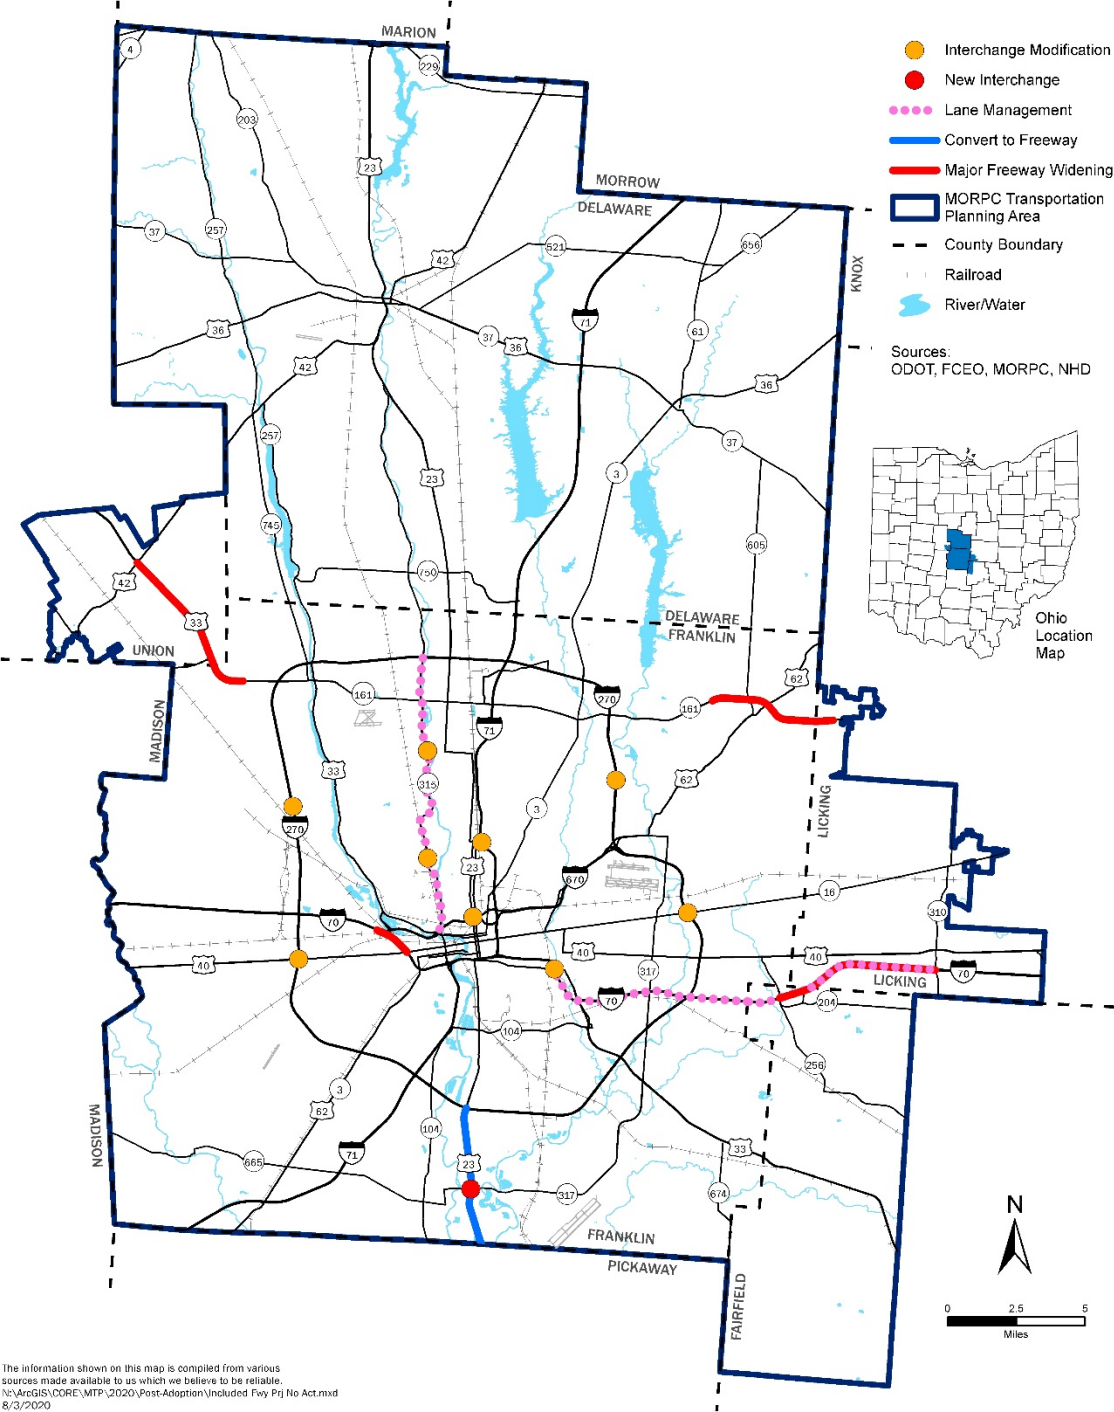 MARION
4
229
203
23
MORROW
DELAWARE
37
257
42
521
656
KNOX
71
36
37
36
61
42
36
257
37
23
3
745
605
750
42
33
DELAWARE
FRANKLIN
UNION
62
161
270
161
71
MADISON
33
315
62
270
3
LICKING
23
670
16
310
70
40
40
40
317
70
LICKING
70
204
104
256
3
62
104
MADISON
71
33
665
23
317
674
FRANKLIN
PICKAWAY
FAIRFIELD
Interchange Modification
New Interchange
Lane Management
Convert to Freeway
Major Freeway Widening
MORPC Transportation
Planning Area
County Boundary
Railroad
River/Water
Sources:
ODOT, FCEO, MORPC, NHD
Ohio
Location
Map
N
0 2.5 5
Miles
The information shown on this map is compiled from various
sources made available to us which we believe to be reliable.
N:\ArcGIS\CORE\MTP\2020\Post-Adoption\Included Fwy Prj No Act.mxd
8/3/2020